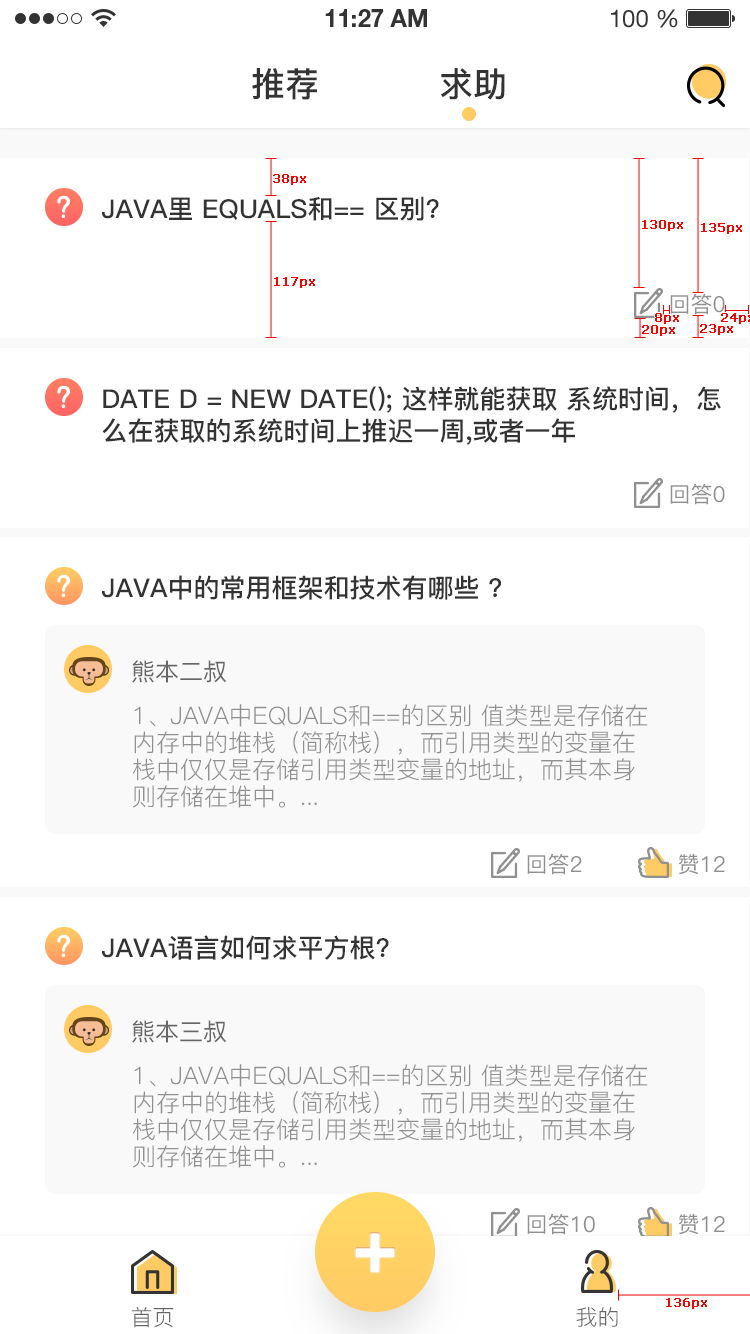 11:27 AM 100 %
推荐 求助
38px
? JAVA里 EQUALS和== 区别?
130px 135px
117px
回答0
8px 24px
20px 23px
? DATE D = NEW DATE(); 这样就能获取 系统时间，怎
么在获取的系统时间上推迟一周,或者一年
回答0
? JAVA中的常用框架和技术有哪些 ?
熊本二叔
1、JAVA中EQUALS和==的区别 值类型是存储在
内存中的堆栈（简称栈），而引用类型的变量在
栈中仅仅是存储引用类型变量的地址，而其本身
则存储在堆中。...
回答2 赞12
? JAVA语言如何求平方根?
熊本三叔
1、JAVA中EQUALS和==的区别 值类型是存储在
内存中的堆栈（简称栈），而引用类型的变量在
栈中仅仅是存储引用类型变量的地址，而其本身
则存储在堆中。...
回答10 赞12
首页 我的
136px